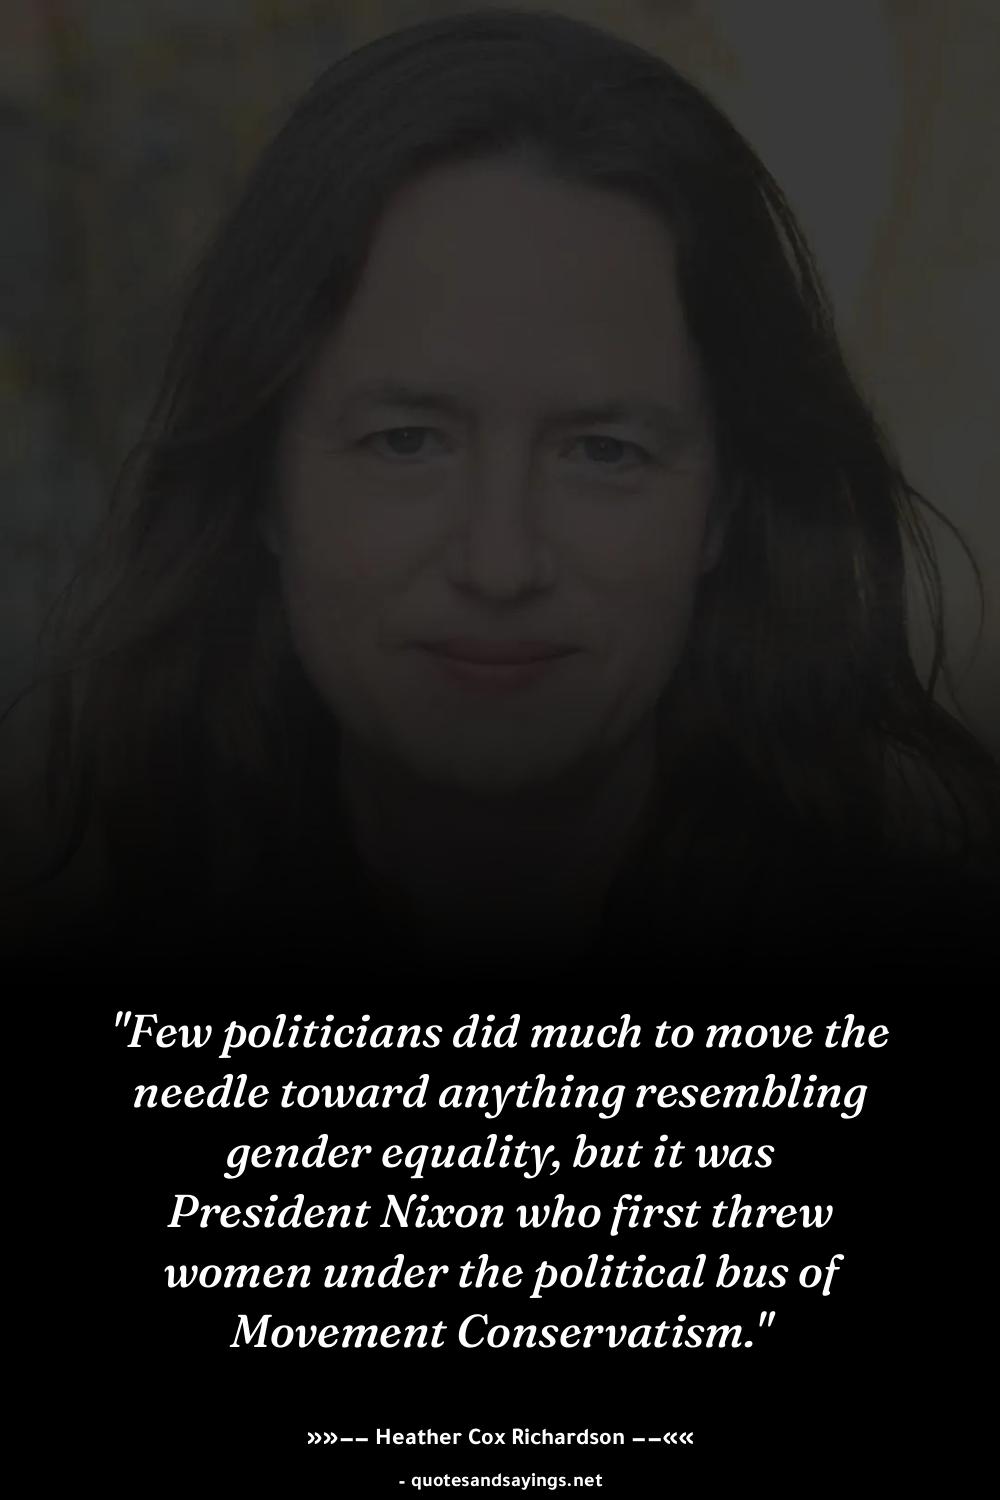 "Few politicians did much to move the
needle toward anything resembling
gender equality, but it was
President Nixon who first threw
women under the political bus of
Movement Conservatism."
»»–– Heather Cox Richardson ––««
- quotesandsayings.net